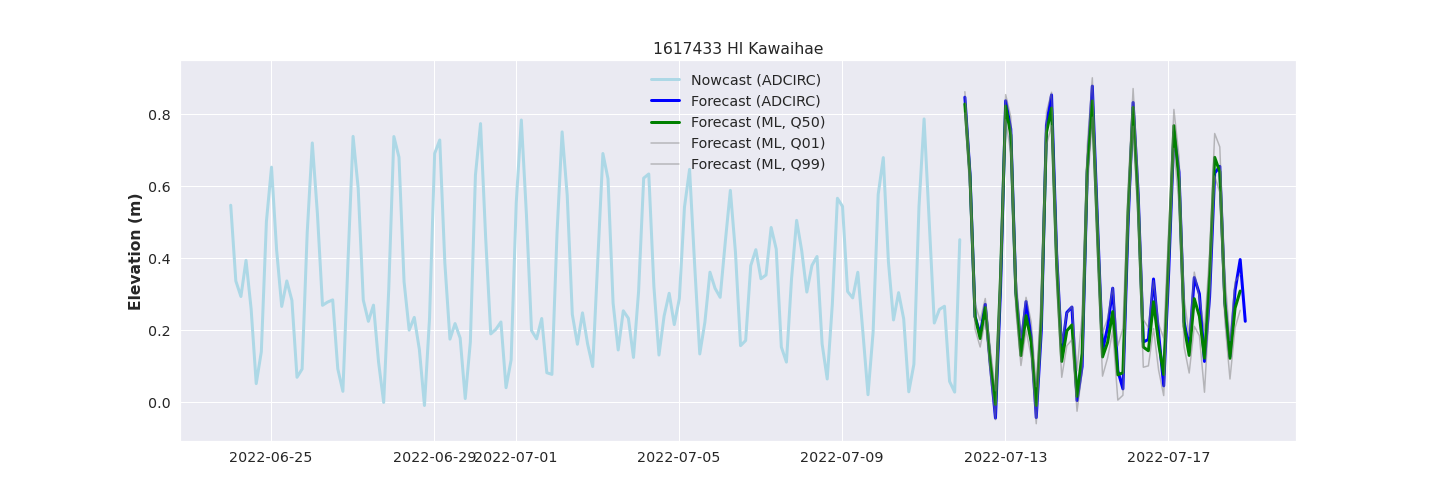 1617433 HI Kawaihae
Nowcast (ADCIRC)
Forecast (ADCIRC)
Forecast (ML, Q50)
Forecast (ML, Q01)
Forecast (ML, Q99)
Elevation (m)
0.8
0.6
0.4
0.2
0.0
2022-06-25
2022-06-29
2022-07-01
2022-07-05
2022-07-09
2022-07-13
2022-07-17